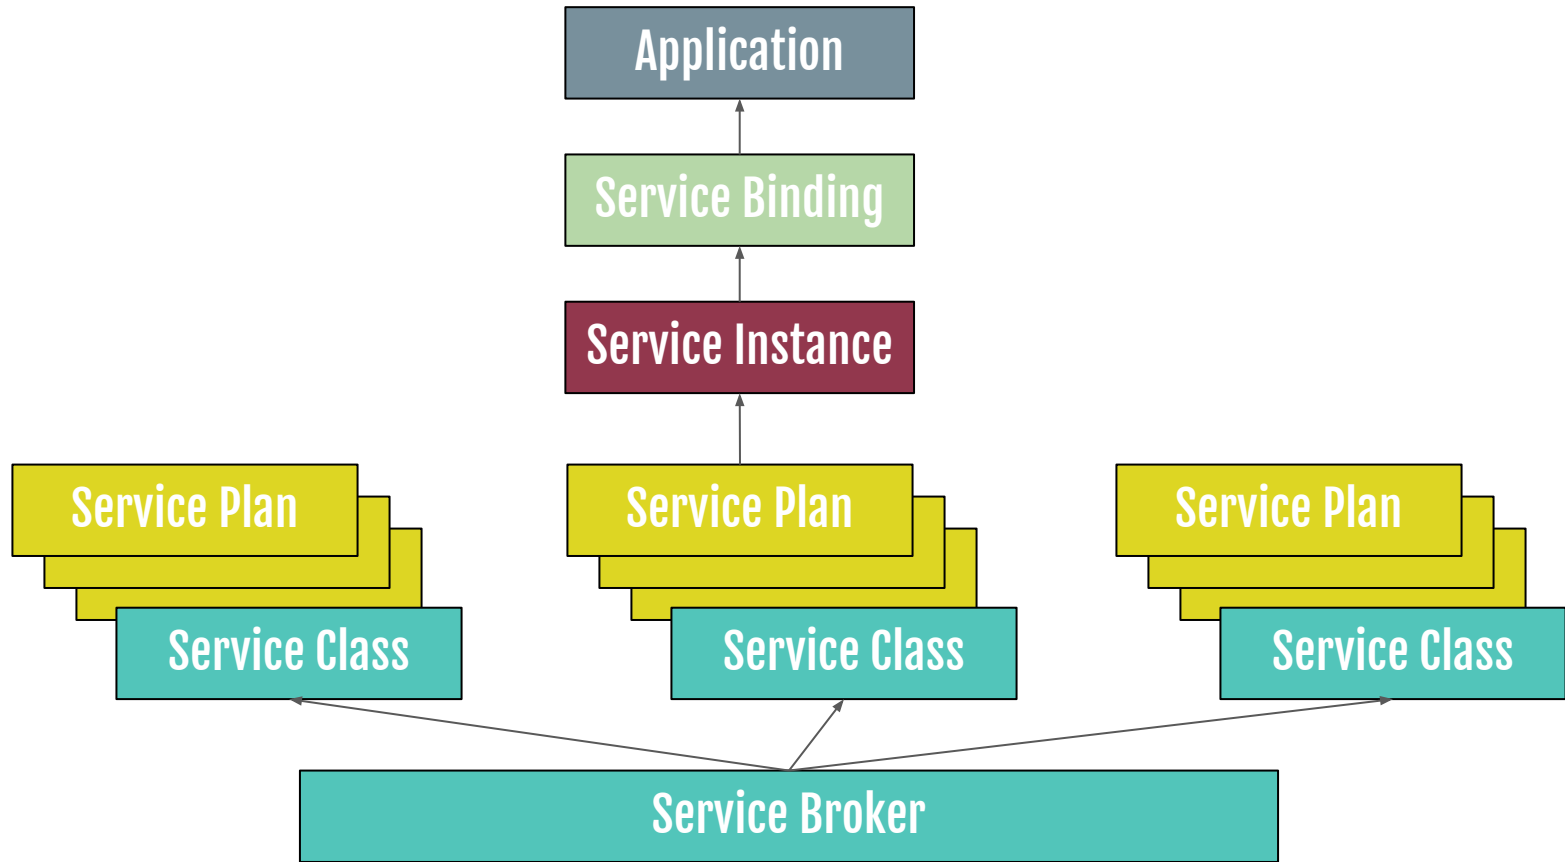 Application
Service Binding
Service Instance
Service Plan
Service Plan
Service Plan
Service Class
Service Class
Service Class
Service Broker